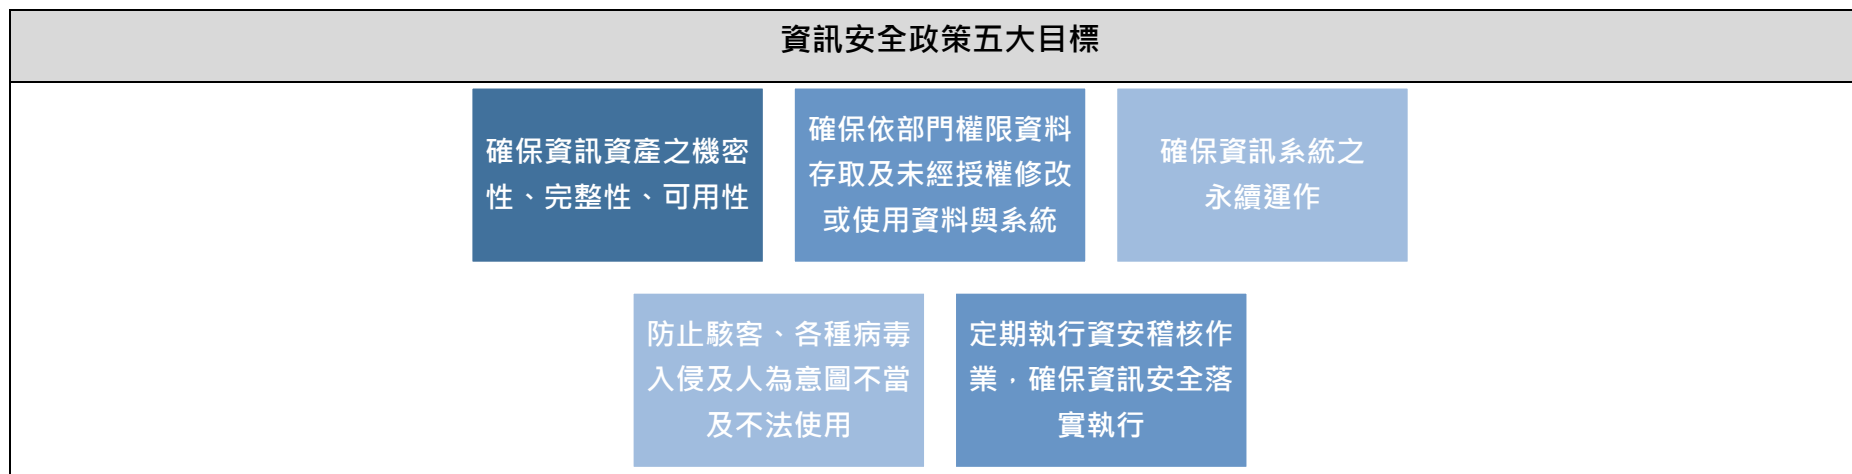 資訊安全政策五大目標
確保資訊資產之機密
性、完整性、可用性
確保依部門權限資料
存取及未經授權修改
或使用資料與系統
確保資訊系統之
永續運作
防止駭客、各種病毒
入侵及人為意圖不當
及不法使用
定期執行資安稽核作
業，確保資訊安全落
實執行